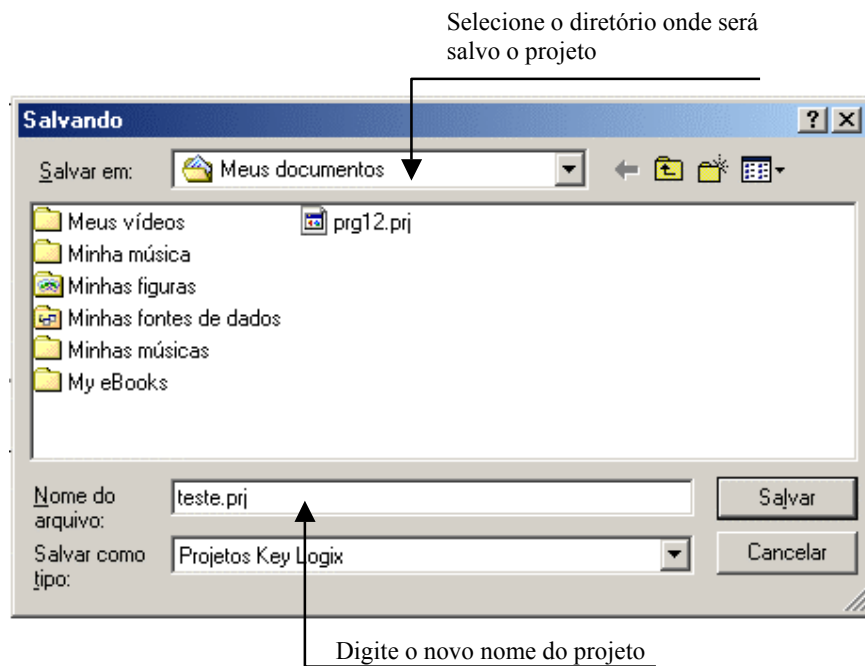 Selecione o diretório onde será
salvo o projeto
Salvando
Salvar em:
Meus documentos
Meus vídeos
prg12.prj
Minha música
Minhas figuras
Minhas fontes de dados
Minhas músicas
My eBooks
Nome do
arquivo:
teste.prj
Salvar
Salvar como
tipo:
Projetos Key Logix
Cancelar
Digite o novo nome do projeto